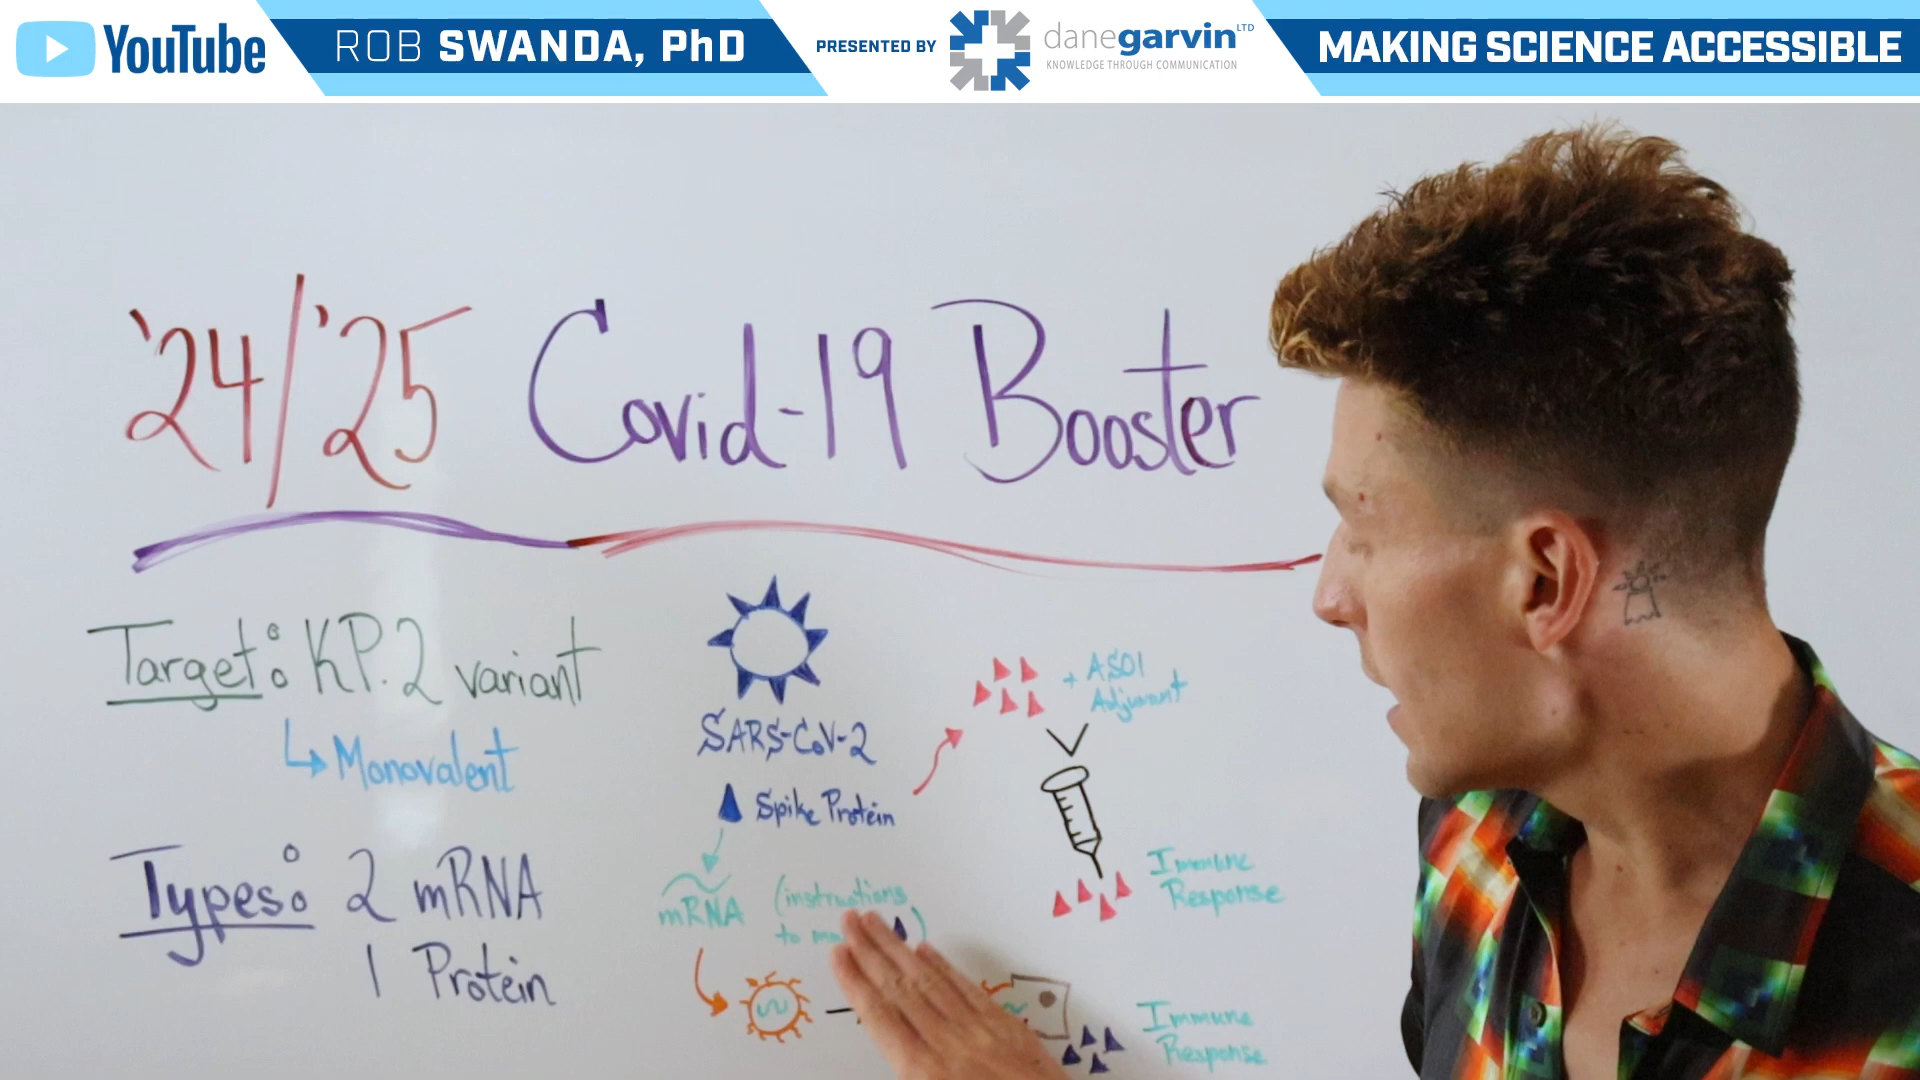 YouTube
ROB SWANDA, PhD
PRESENTED BY
danegarvin LTD
KNOWLEDGE THROUGH COMMUNICATION
MAKING SCIENCE ACCESSIBLE
'24/'25 Covid-19 Booster
Target: KP.2 variant
Monovalent
Types: 2 mRNA
1 Protein
SARS-CoV-2
Spike Protein
mRNA
(instructions
to
)
+ AS01
Adjuvant
Immune
Response
Immune
Response